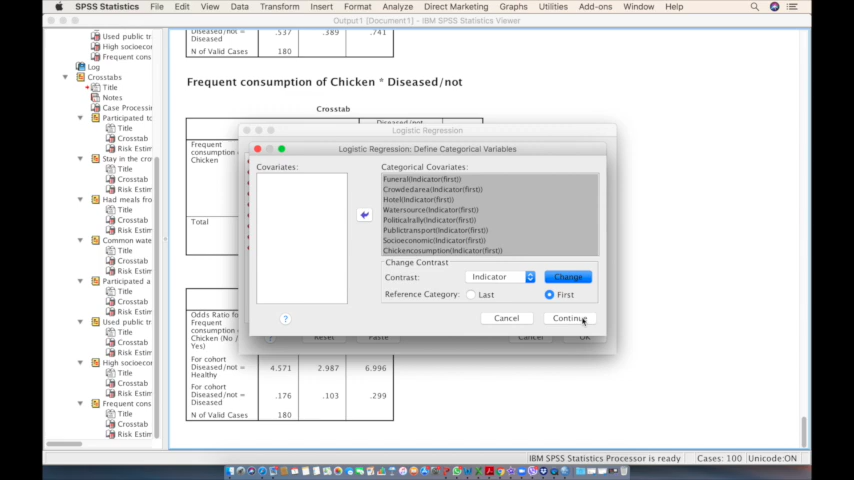 SPSS Statistics File Edit View Data Transform Insert Format Analyze Direct Marketing Graphs Utilities Add-ons Window Help
Output1 [Document1] - IBM SPSS Statistics Viewer
Used public tr
High socioecor
Frequent cons
Log
Crosstabs
Title
Notes
Case Processi
Participated to
Title
Crosstab
Risk Estim
Stay in the cro
Title
Crosstab
Risk Estim
Had meals fro
Title
Crosstab
Risk Estim
Common wate
Title
Crosstab
Risk Estim
Participated a
Title
Crosstab
Risk Estim
Used public tr
Title
Crosstab
Risk Estim
High socioecor
Title
Crosstab
Risk Estim
Frequent cons
Title
Crosstab
Risk Estim
Diseased/not = .537 .389 .741
Diseased
N of Valid Cases 180
Frequent consumption of Chicken * Diseased/not
Crosstab
Diseased/not
Frequent
consumption
Chicken
Total
Odds Ratio fo
Frequent
consumption
Chicken (No /
Yes)
For cohort
Diseased/not = 4.571 2.987 6.996
Healthy
For cohort
Diseased/not = .176 .103 .299
Diseased
N of Valid Cases 180
Logistic Regression
Logistic Regression: Define Categorical Variables
Covariates:
Categorical Covariates:
Funeral(Indicator(first))
Crowdedarea(Indicator(first))
Hotel(Indicator(first))
Watersource(Indicator(first))
Politicalrally(Indicator(first))
Publictransport(Indicator(first))
Socioeconomic(Indicator(first))
Chickencosumption(Indicator(first))
Change Contrast
Contrast: Indicator Change
Reference Category: Last First
? Cancel Continue
? Reset Paste Cancel OK
IBM SPSS Statistics Processor is ready Cases: 100 Unicode:ON